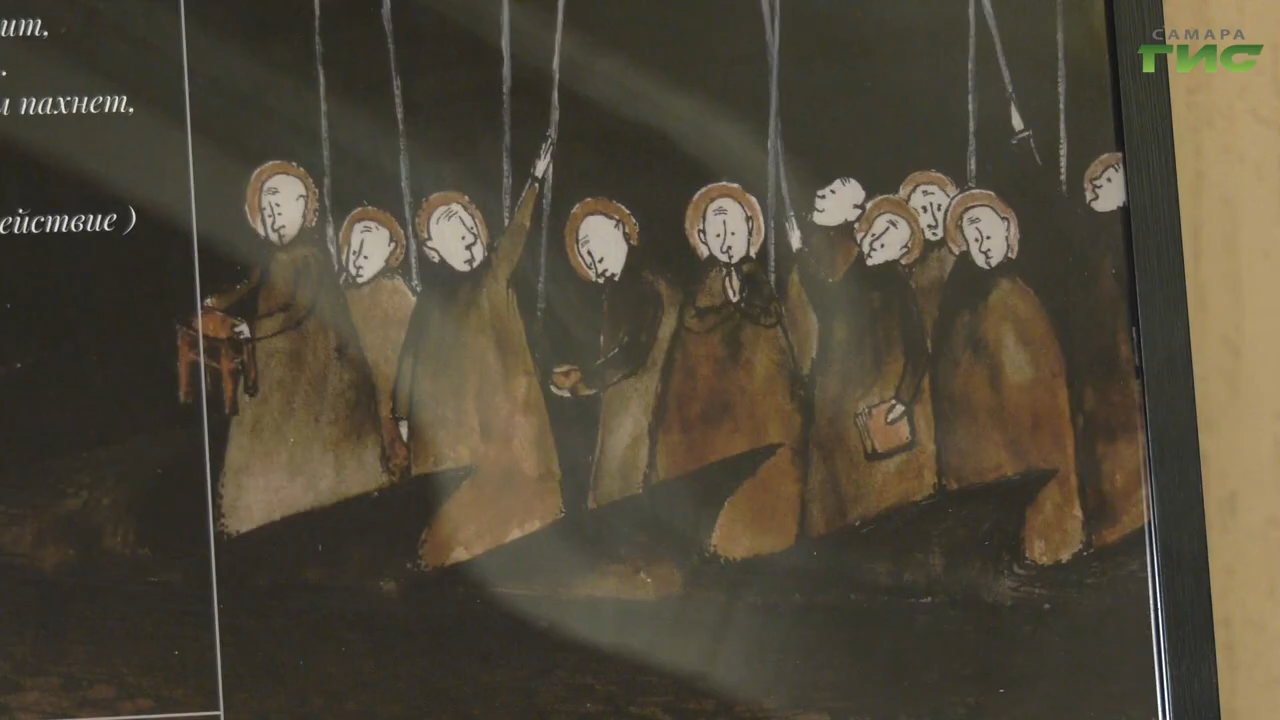 ит,
.
м пахнет,
ействие )
САМАРА
ГИС